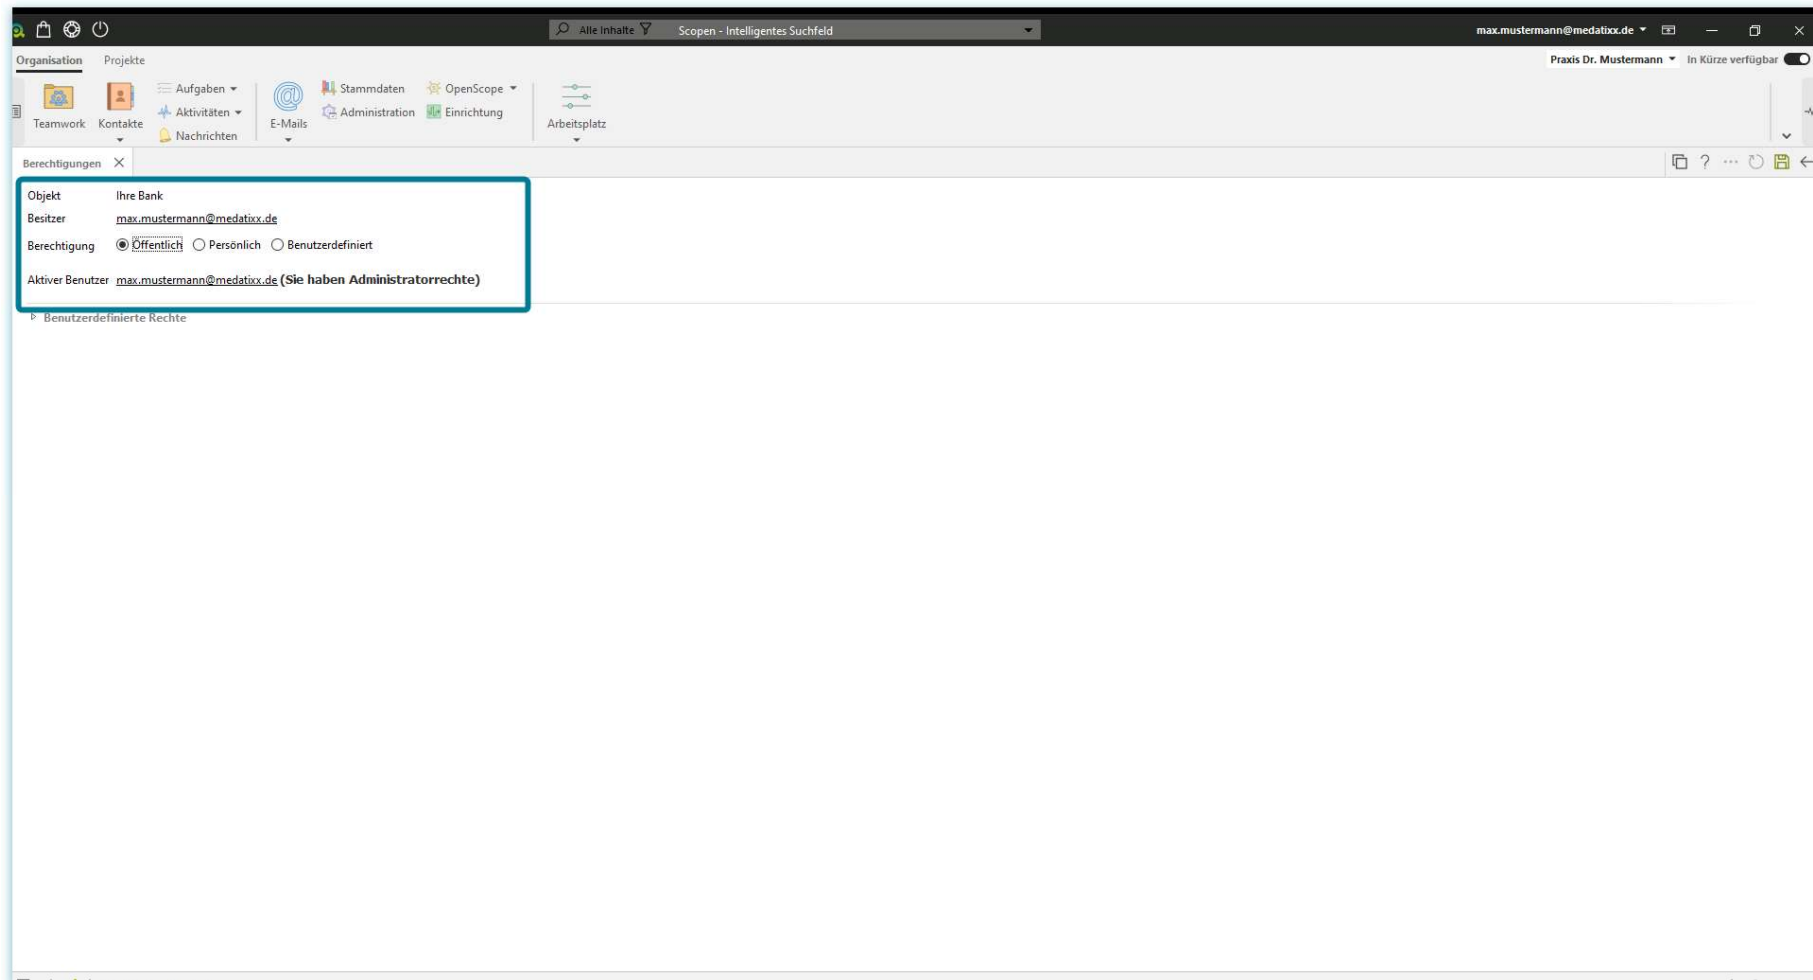 Alle Inhalte Scopen - Intelligentes Suchfeld max.mustermann@medatixx.de
Organisation Projekte Praxis Dr. Mustermann In Kürze verfügbar
Teamwork Kontakte Aufgaben Aktivitäten Nachrichten E-Mails Stammdaten Administration OpenScope Einrichtung Arbeitsplatz
Berechtigungen ?
Objekt Ihre Bank
Besitzer max.mustermann@medatixx.de
Berechtigung Öffentlich Persönlich Benutzerdefiniert
Aktiver Benutzer max.mustermann@medatixx.de (Sie haben Administratorrechte)
Benutzerdefinierte Rechte